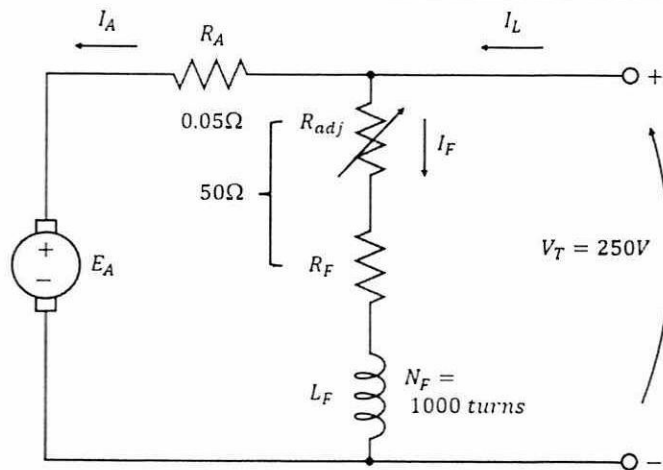 I_A
R_A
I_L
+
0.05Ω
R_adj
I_F
50Ω
+
−
E_A
R_F
V_T = 250V
L_F
N_F =
1000 turns
−